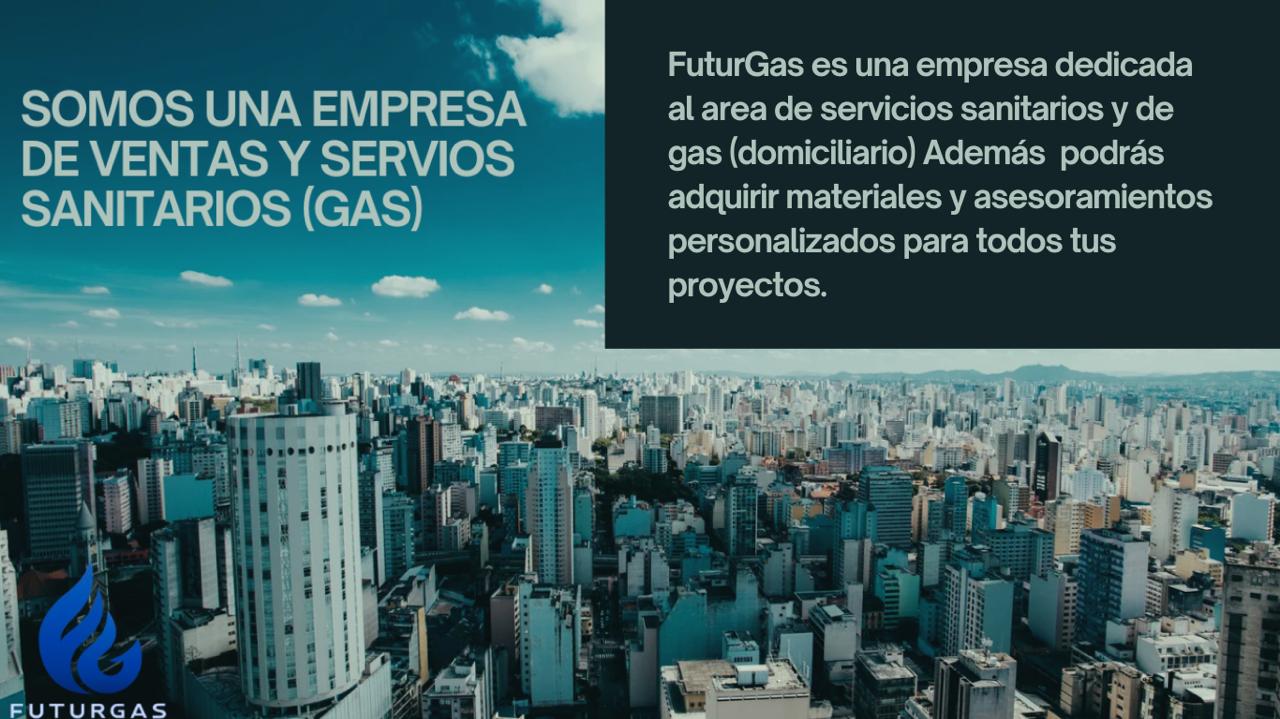 SOMOS UNA EMPRESA
DE VENTAS Y SERVIOS
SANITARIOS (GAS)
FuturGas es una empresa dedicada
al area de servicios sanitarios y de
gas (domiciliario) Además  podrás
adquirir materiales y asesoramientos
personalizados para todos tus
proyectos.
FUTURGAS